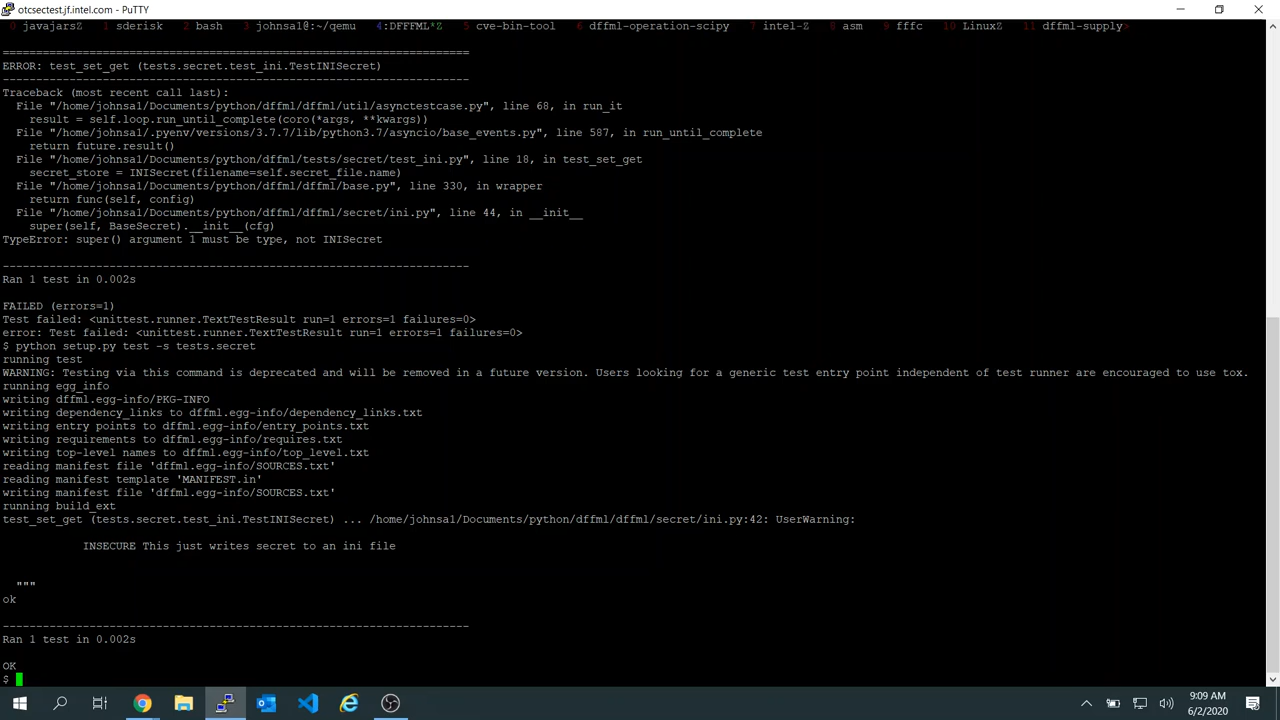 otcsectest.jf.intel.com - PuTTY
0 javajarsZ 1 sderisk 2 bash 3 johnsa1@:~/qemu 4:DFFFML*Z 5 cve-bin-tool 6 dffml-operation-scipy 7 intel-Z 8 asm 9 fffc 10 LinuxZ 11 dffml-supply>
======================================================================
ERROR: test_set_get (tests.secret.test_ini.TestINISecret)
----------------------------------------------------------------------
Traceback (most recent call last):
  File "/home/johnsa1/Documents/python/dffml/dffml/util/asynctestcase.py", line 68, in run_it
    result = self.loop.run_until_complete(coro(*args, **kwargs))
  File "/home/johnsa1/.pyenv/versions/3.7.7/lib/python3.7/asyncio/base_events.py", line 587, in run_until_complete
    return future.result()
  File "/home/johnsa1/Documents/python/dffml/tests/secret/test_ini.py", line 18, in test_set_get
    secret_store = INISecret(filename=self.secret_file.name)
  File "/home/johnsa1/Documents/python/dffml/dffml/base.py", line 330, in wrapper
    return func(self, config)
  File "/home/johnsa1/Documents/python/dffml/dffml/secret/ini.py", line 44, in __init__
    super(self, BaseSecret).__init__(cfg)
TypeError: super() argument 1 must be type, not INISecret
----------------------------------------------------------------------
Ran 1 test in 0.002s
FAILED (errors=1)
Test failed: <unittest.runner.TextTestResult run=1 errors=1 failures=0>
error: Test failed: <unittest.runner.TextTestResult run=1 errors=1 failures=0>
$ python setup.py test -s tests.secret
running test
WARNING: Testing via this command is deprecated and will be removed in a future version. Users looking for a generic test entry point independent of test runner are encouraged to use tox.
running egg_info
writing dffml.egg-info/PKG-INFO
writing dependency_links to dffml.egg-info/dependency_links.txt
writing entry points to dffml.egg-info/entry_points.txt
writing requirements to dffml.egg-info/requires.txt
writing top-level names to dffml.egg-info/top_level.txt
reading manifest file 'dffml.egg-info/SOURCES.txt'
reading manifest template 'MANIFEST.in'
writing manifest file 'dffml.egg-info/SOURCES.txt'
running build_ext
test_set_get (tests.secret.test_ini.TestINISecret) ... /home/johnsa1/Documents/python/dffml/dffml/secret/ini.py:42: UserWarning:
            INSECURE This just writes secret to an ini file
  """
ok
----------------------------------------------------------------------
Ran 1 test in 0.002s
OK
$
9:09 AM
6/2/2020